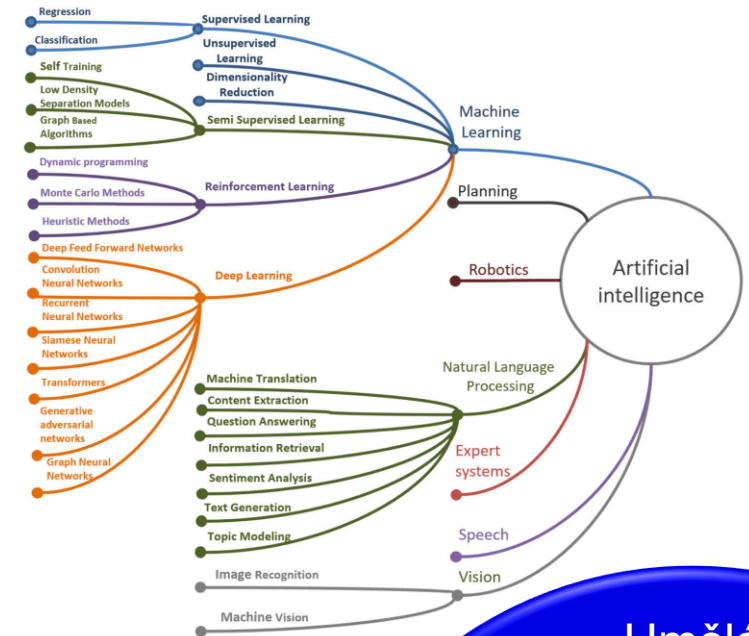 Regression
Classification
Supervised Learning
Unsupervised
Learning
Dimensionality
Reduction
Self Training
Low Density
Separation Models
Graph Based
Algorithms
Semi Supervised Learning
Machine
Learning
Dynamic programming
Monte Carlo Methods
Heuristic Methods
Reinforcement Learning
Planning
Deep Feed Forward Networks
Convolution
Neural Networks
Recurrent
Neural Networks
Siamese Neural
Networks
Transformers
Generative
adversarial
networks
Graph Neural
Networks
Deep Learning
Robotics
Artificial
intelligence
Machine Translation
Content Extraction
Question Answering
Information Retrieval
Sentiment Analysis
Text Generation
Topic Modeling
Natural Language
Processing
Expert
systems
Speech
Image Recognition
Machine Vision
Vision